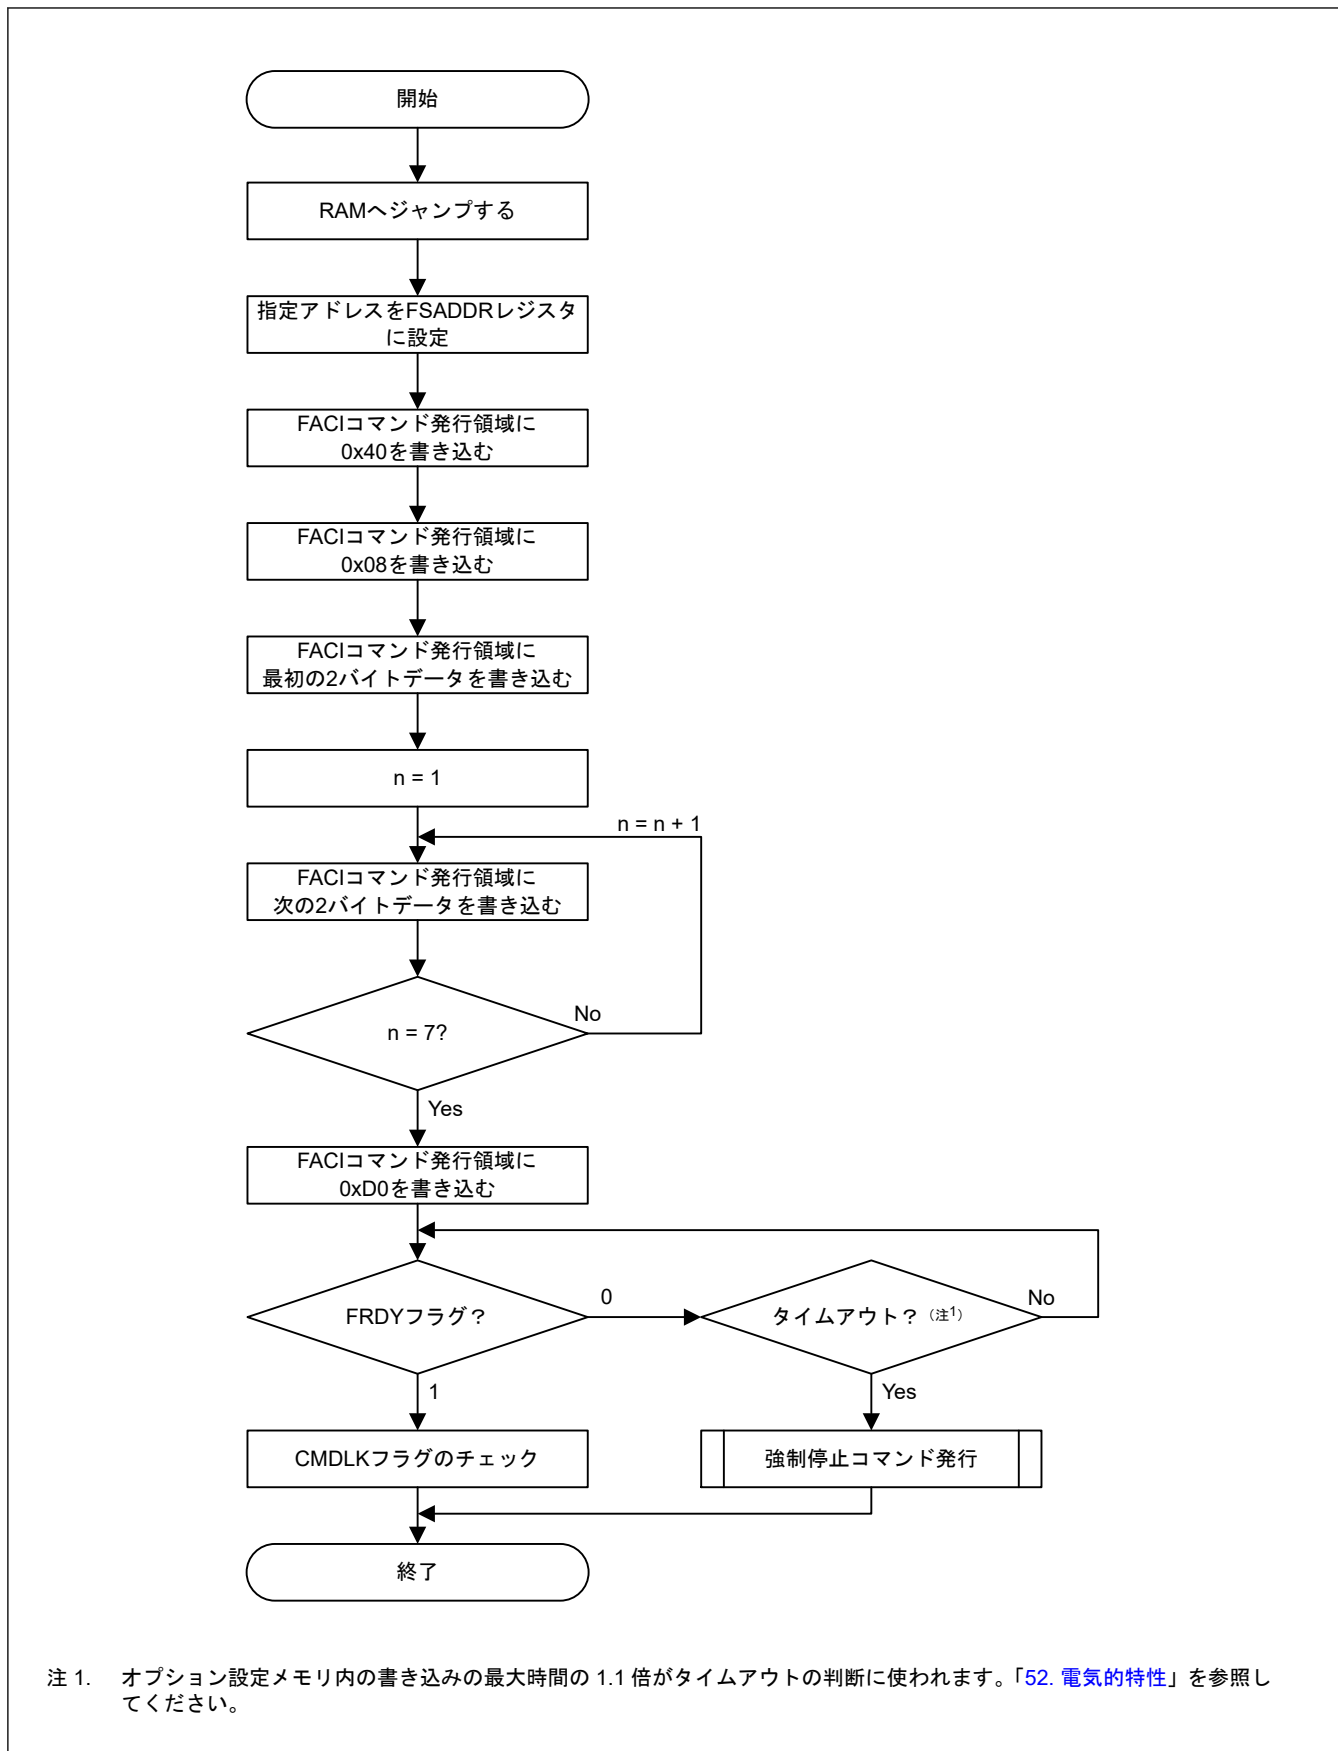 開始
RAMへジャンプする
指定アドレスをFSADDRレジスタ
に設定
FACIコマンド発行領域に
0x40を書き込む
FACIコマンド発行領域に
0x08を書き込む
FACIコマンド発行領域に
最初の2バイトデータを書き込む
n = 1
n = n + 1
FACIコマンド発行領域に
次の2バイトデータを書き込む
n = 7?
No
Yes
FACIコマンド発行領域に
0xD0を書き込む
FRDYフラグ？
0
タイムアウト？（注1）
No
1
Yes
CMDLKフラグのチェック
強制停止コマンド発行
終了
注 1. オプション設定メモリ内の書き込みの最大時間の 1.1 倍がタイムアウトの判断に使われます。「52. 電気的特性」を参照し
てください。